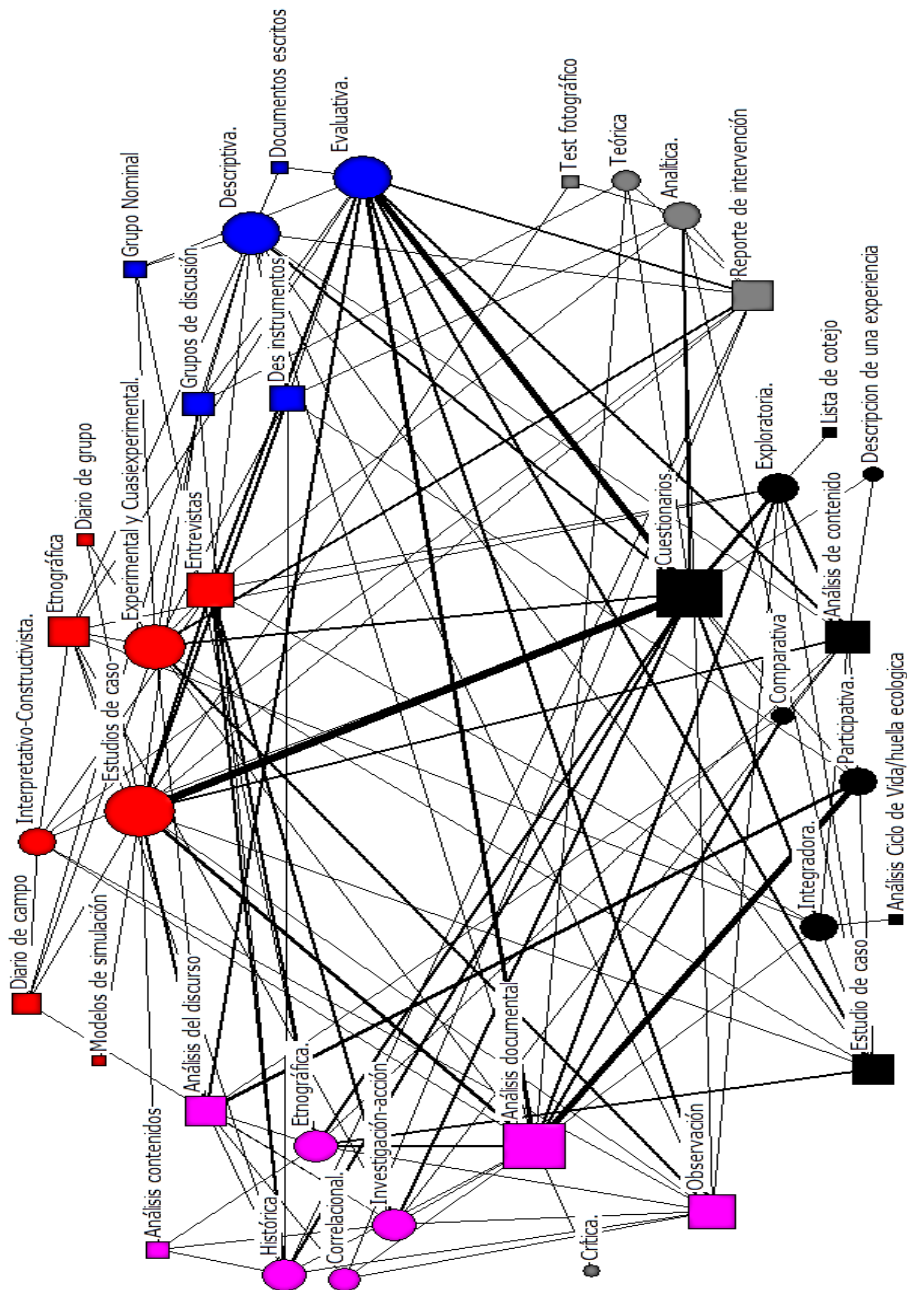 Diario de campo
Interpretativo-Constructivista.
Etnográfica
Diario de grupo
Modelos de simulación
Estudios de caso
Experimental y Cuasiexperimental.
Grupo Nominal
Análisis contenidos
Análisis del discurso
Entrevistas
Grupos de discusión
Descriptiva.
Histórica
Des instrumentos
Documentos escritos
Etnográfica.
Correlacional.
Evaluativa.
Investigación-acción
Análisis documental
Test fotográfico
Crítica.
Teórica
Cuestionarios
Analítica.
Observación
Reporte de intervención
Exploratoria.
Comparativa
Integradora.
Lista de cotejo
Análisis de contenido
Participativa.
Estudio de caso
Descripcion de una experiencia
Análisis Ciclo de Vida/huella ecologica